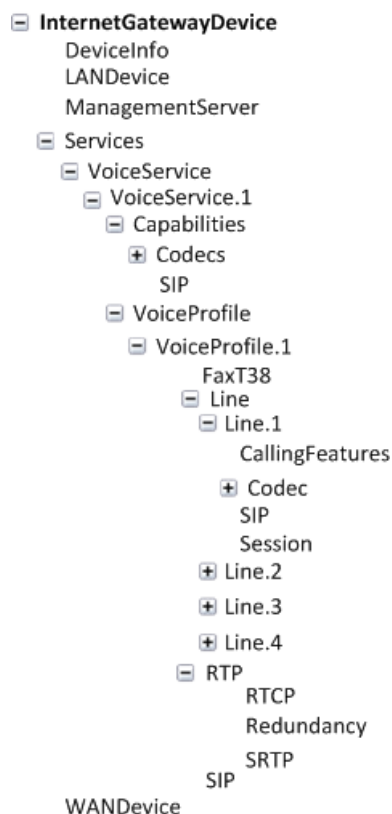 InternetGatewayDevice
DeviceInfo
LANDevice
ManagementServer
Services
VoiceService
VoiceService.1
Capabilities
Codecs
SIP
VoiceProfile
VoiceProfile.1
FaxT38
Line
Line.1
CallingFeatures
Codec
SIP
Session
Line.2
Line.3
Line.4
RTP
RTCP
Redundancy
SRTP
SIP
WANDevice